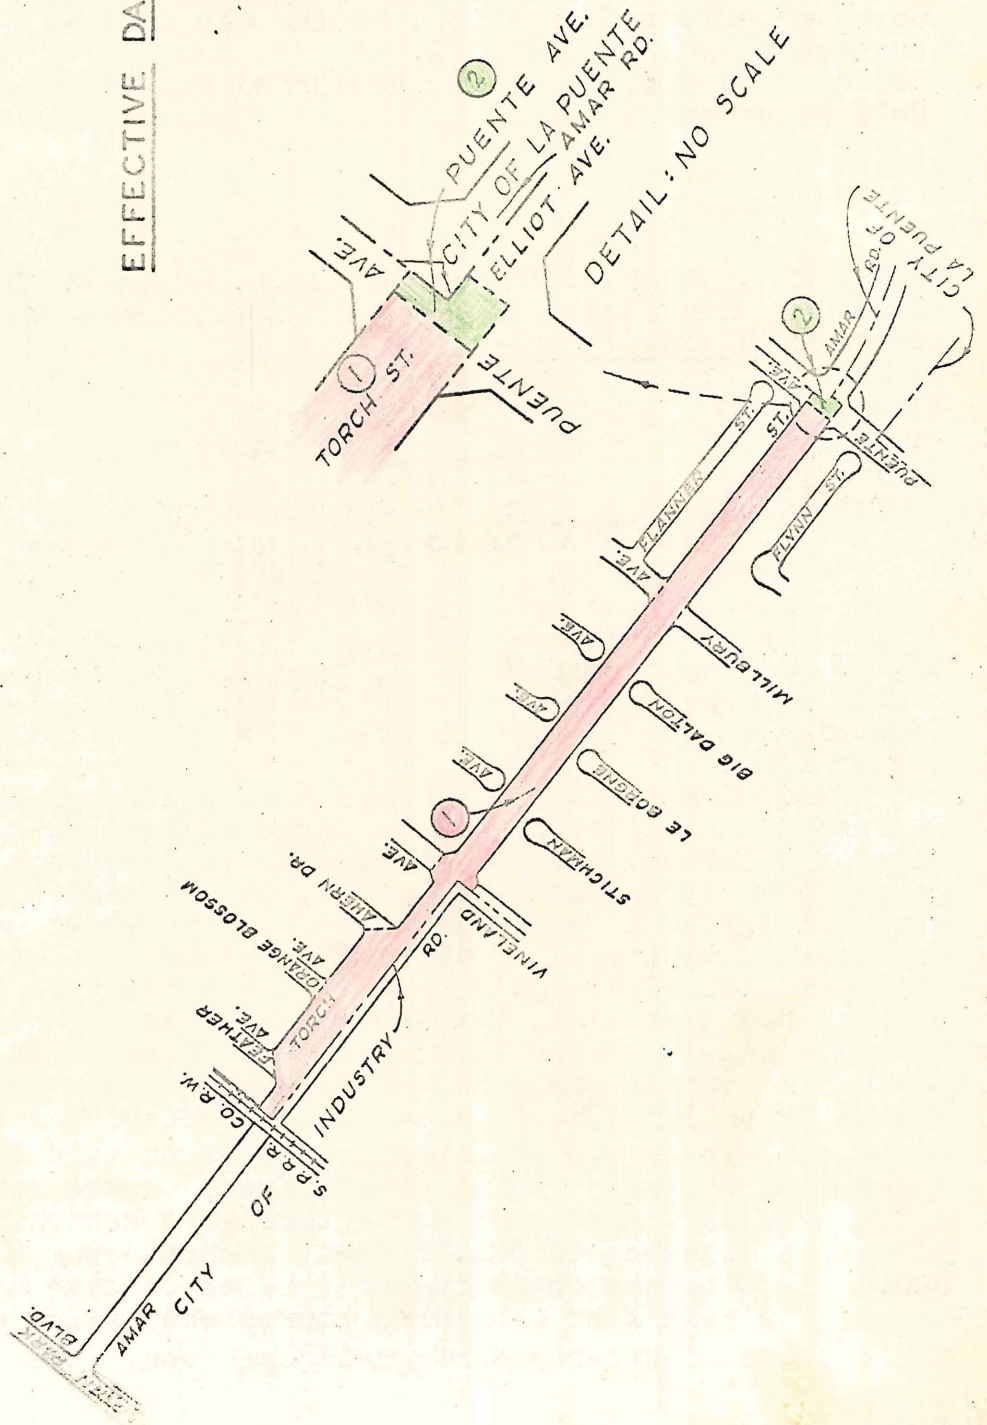 EFFECTIVE DA
②
PUENTE AVE.
CITY OF LA PUENTE
AMAR RD.
ELLIOT AVE.
AVE.
①
TORCH ST.
PUENTE
DETAIL: NO SCALE
②
AMAR RD.
CITY OF
LA PUENTE
AVE.
ST.
PUENTE
FLANNER ST.
FLYNN ST.
AVE.
MILLBURY
AVE.
BIG DALTON
AVE.
LE BORGNE
AVE.
STICHMAN
①
AVE.
VINELAND
AHERN DR.
ORANGE BLOSSOM
AVE.
FEATHER
AVE.
TORCH
RD.
INDUSTRY
CO. R.W.
S.P.R.R.
OF
CITY
AMAR
BLVD.
PARK